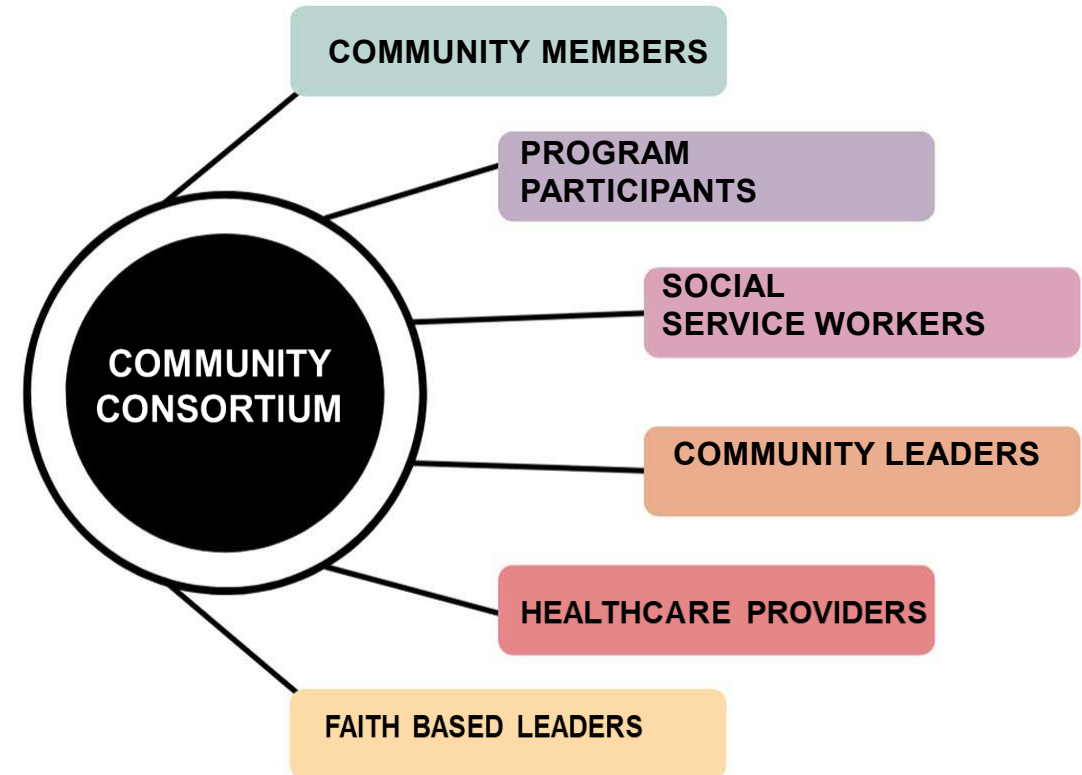 COMMUNITY MEMBERS
PROGRAM
PARTICIPANTS
SOCIAL
SERVICE WORKERS
COMMUNITY
CONSORTIUM
COMMUNITY LEADERS
HEALTHCARE PROVIDERS
FAITH BASED LEADERS